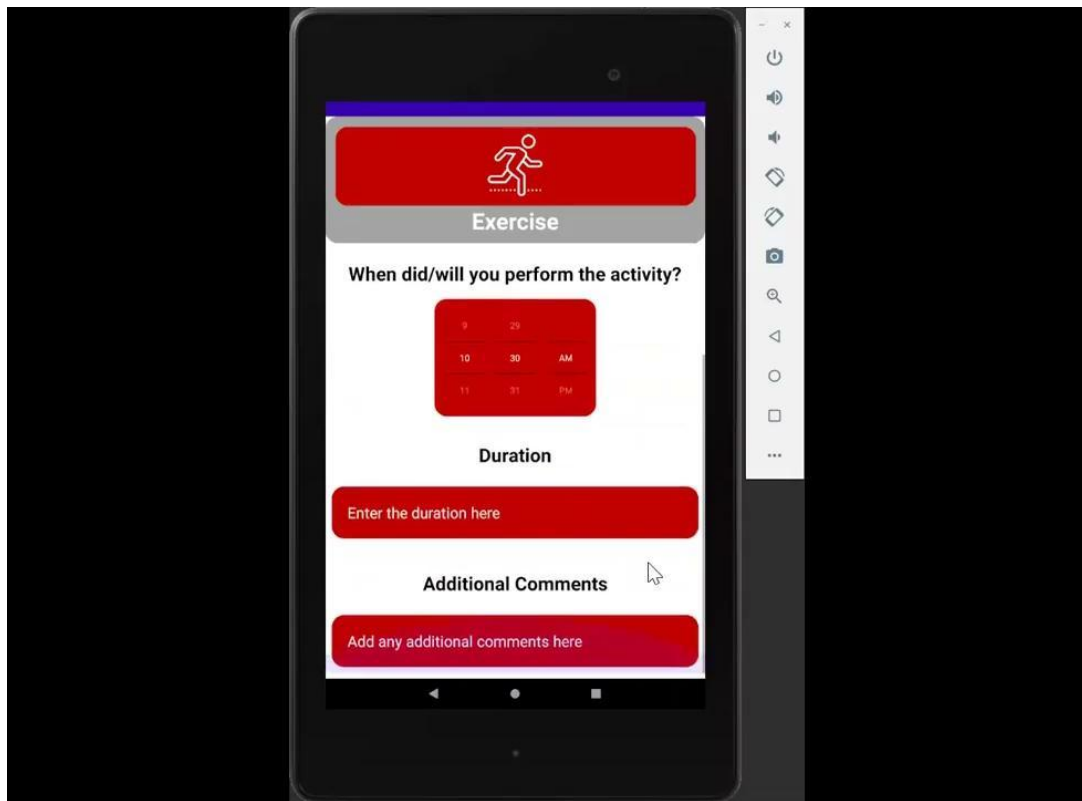 Exercise
When did/will you perform the activity?
9 29
10 30 AM
11 31 PM
Duration
Enter the duration here
Additional Comments
Add any additional comments here